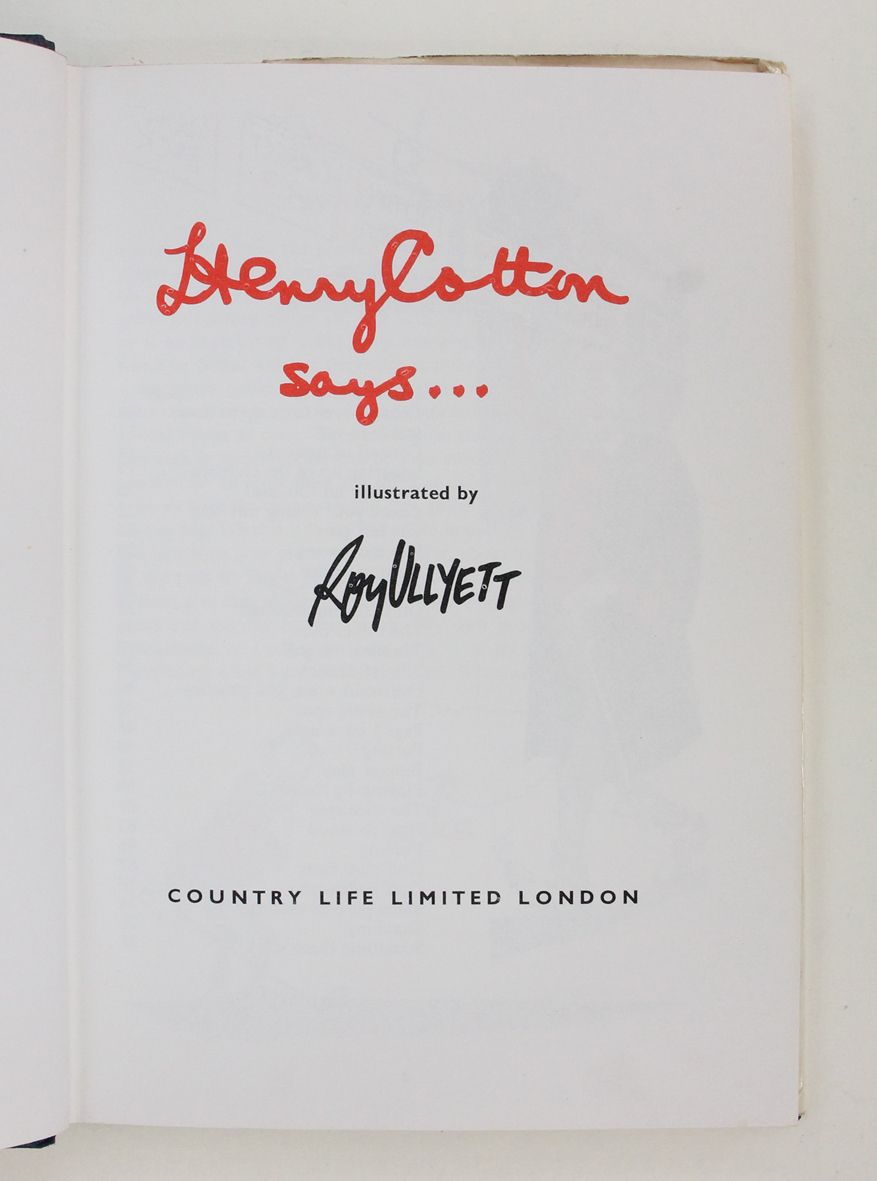 Henry Cotton
says...
illustrated by
Roy ULLYETT
COUNTRY LIFE LIMITED LONDON